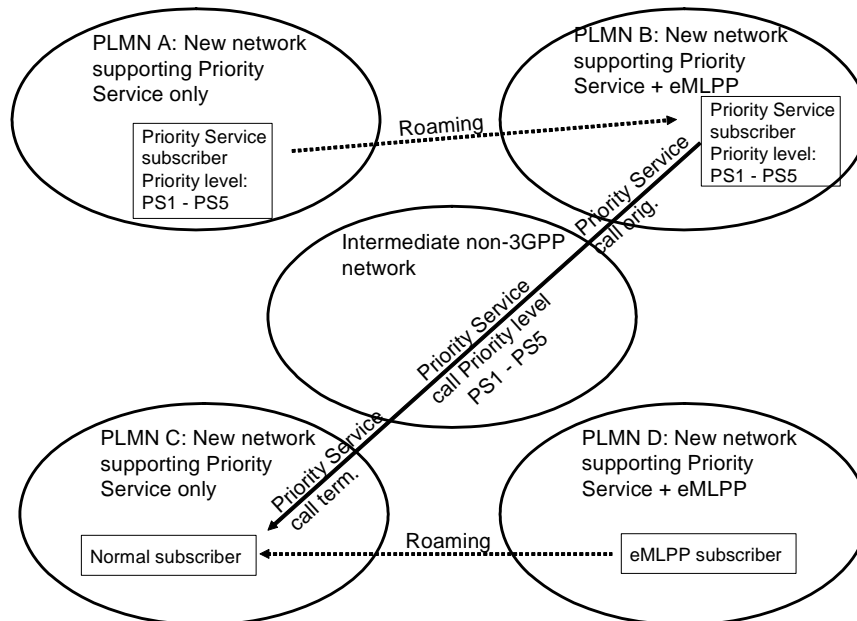 PLMN A: New network
supporting Priority
Service only
Priority Service
subscriber
Priority level:
PS1 - PS5
Roaming
PLMN B: New network
supporting Priority
Service + eMLPP
Priority Service
subscriber
Priority level:
PS1 - PS5
Priority Service
call orig.
Intermediate non-3GPP
network
Priority Service
call Priority level
PS1 - PS5
PLMN C: New network
supporting Priority
Service only
Priority Service
call term.
Normal subscriber
Roaming
PLMN D: New network
supporting Priority
Service + eMLPP
eMLPP subscriber